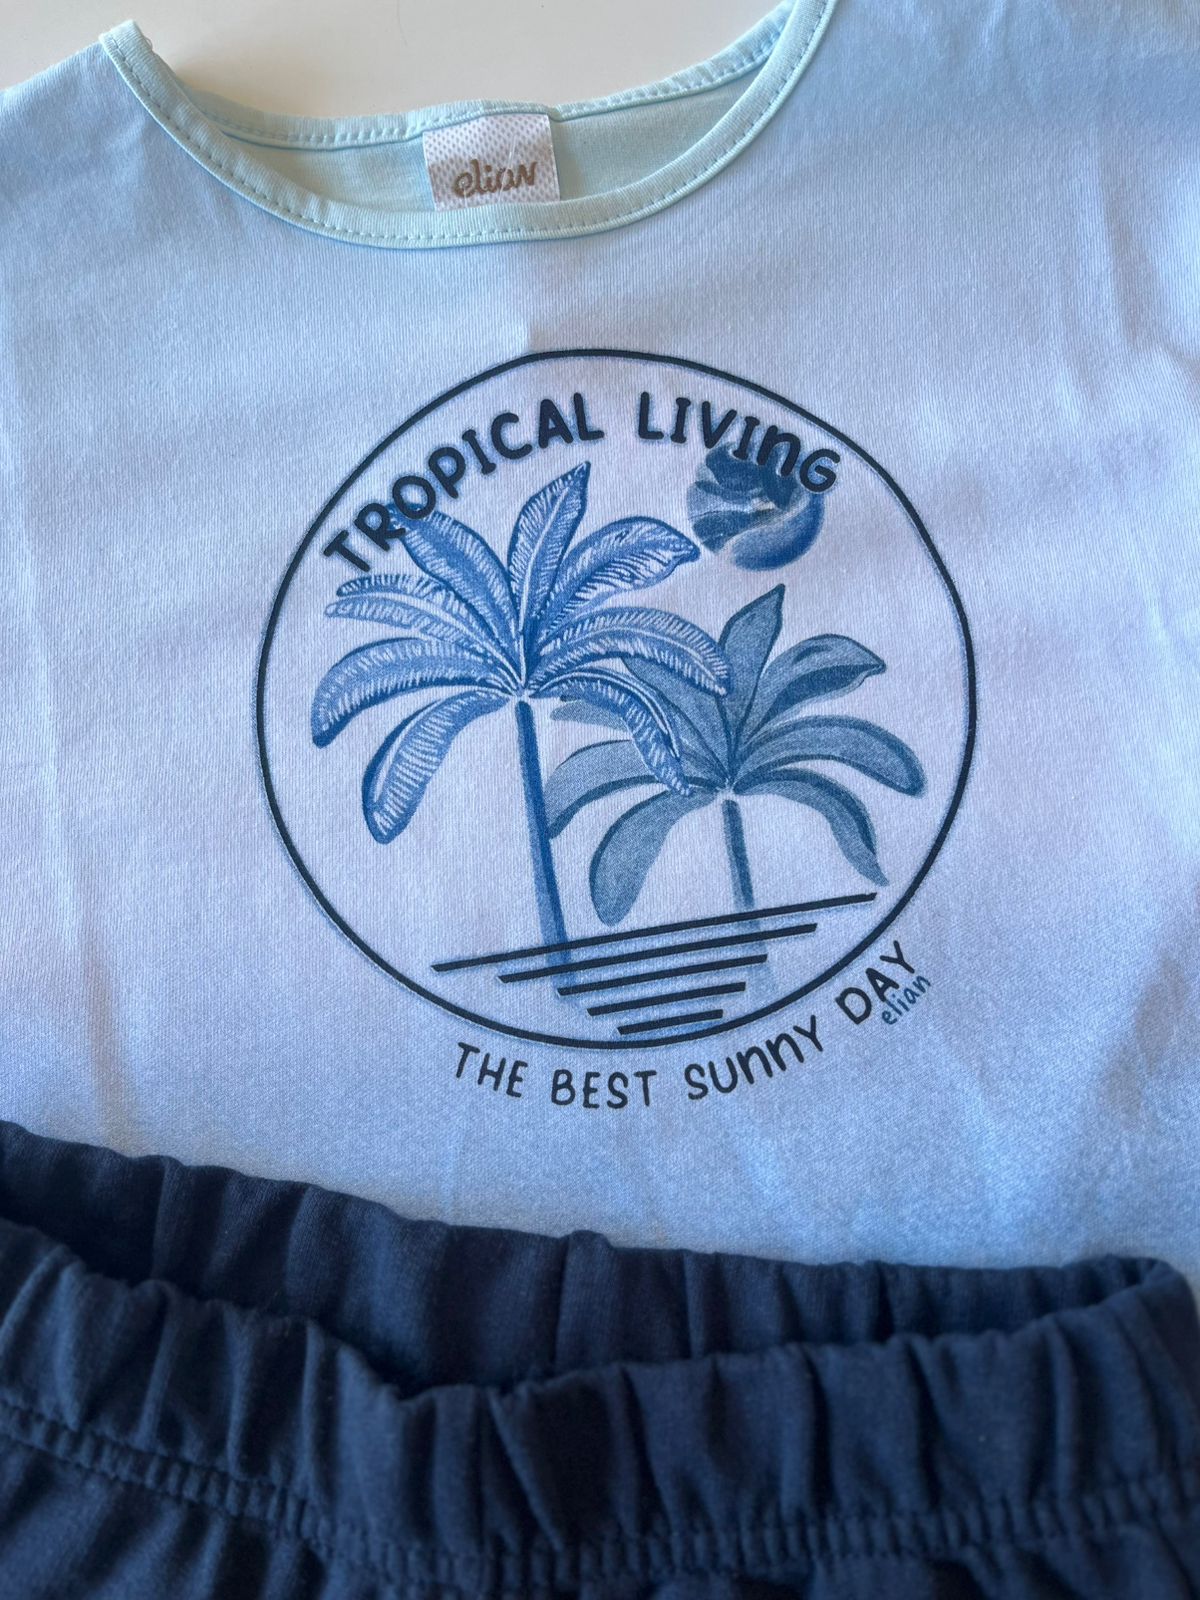 elian
TROPICAL LIVING
THE BEST SUNNY DAY
elian